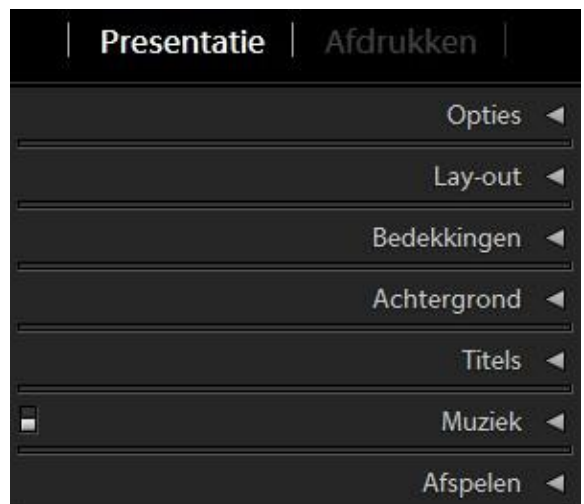 Presentatie | Afdrukken
Opties
Lay-out
Bedekkingen
Achtergrond
Titels
Muziek
Afspelen